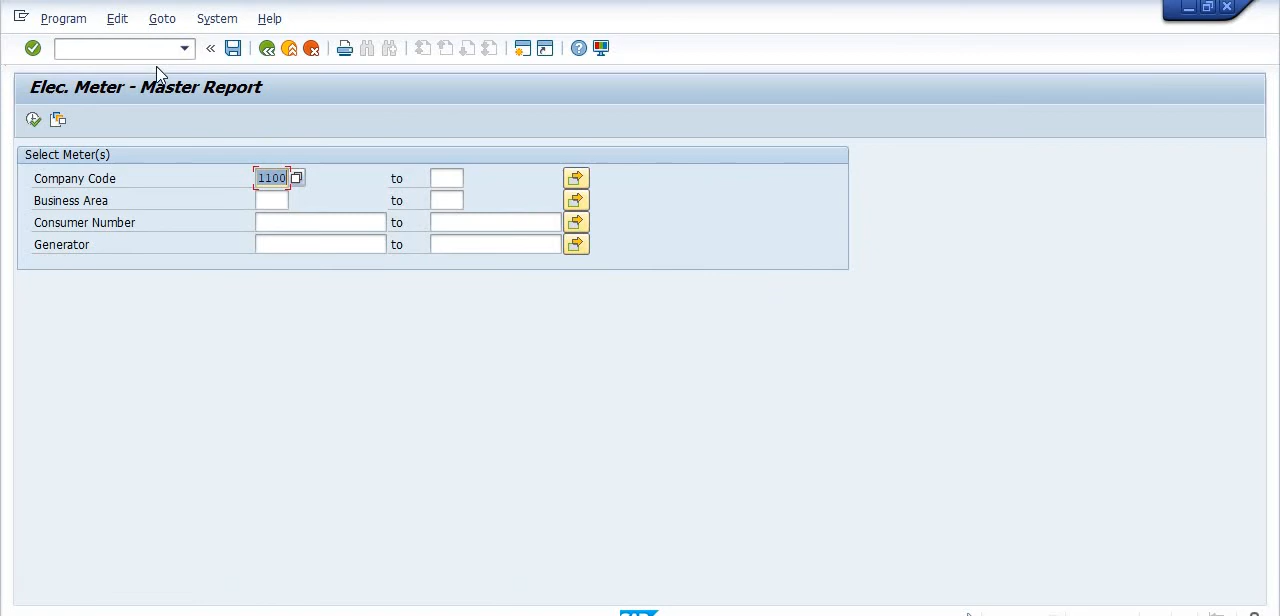 Program Edit Goto System Help
Elec. Meter - Master Report
Select Meter(s)
Company Code 1100 to
Business Area to
Consumer Number to
Generator to
SAP